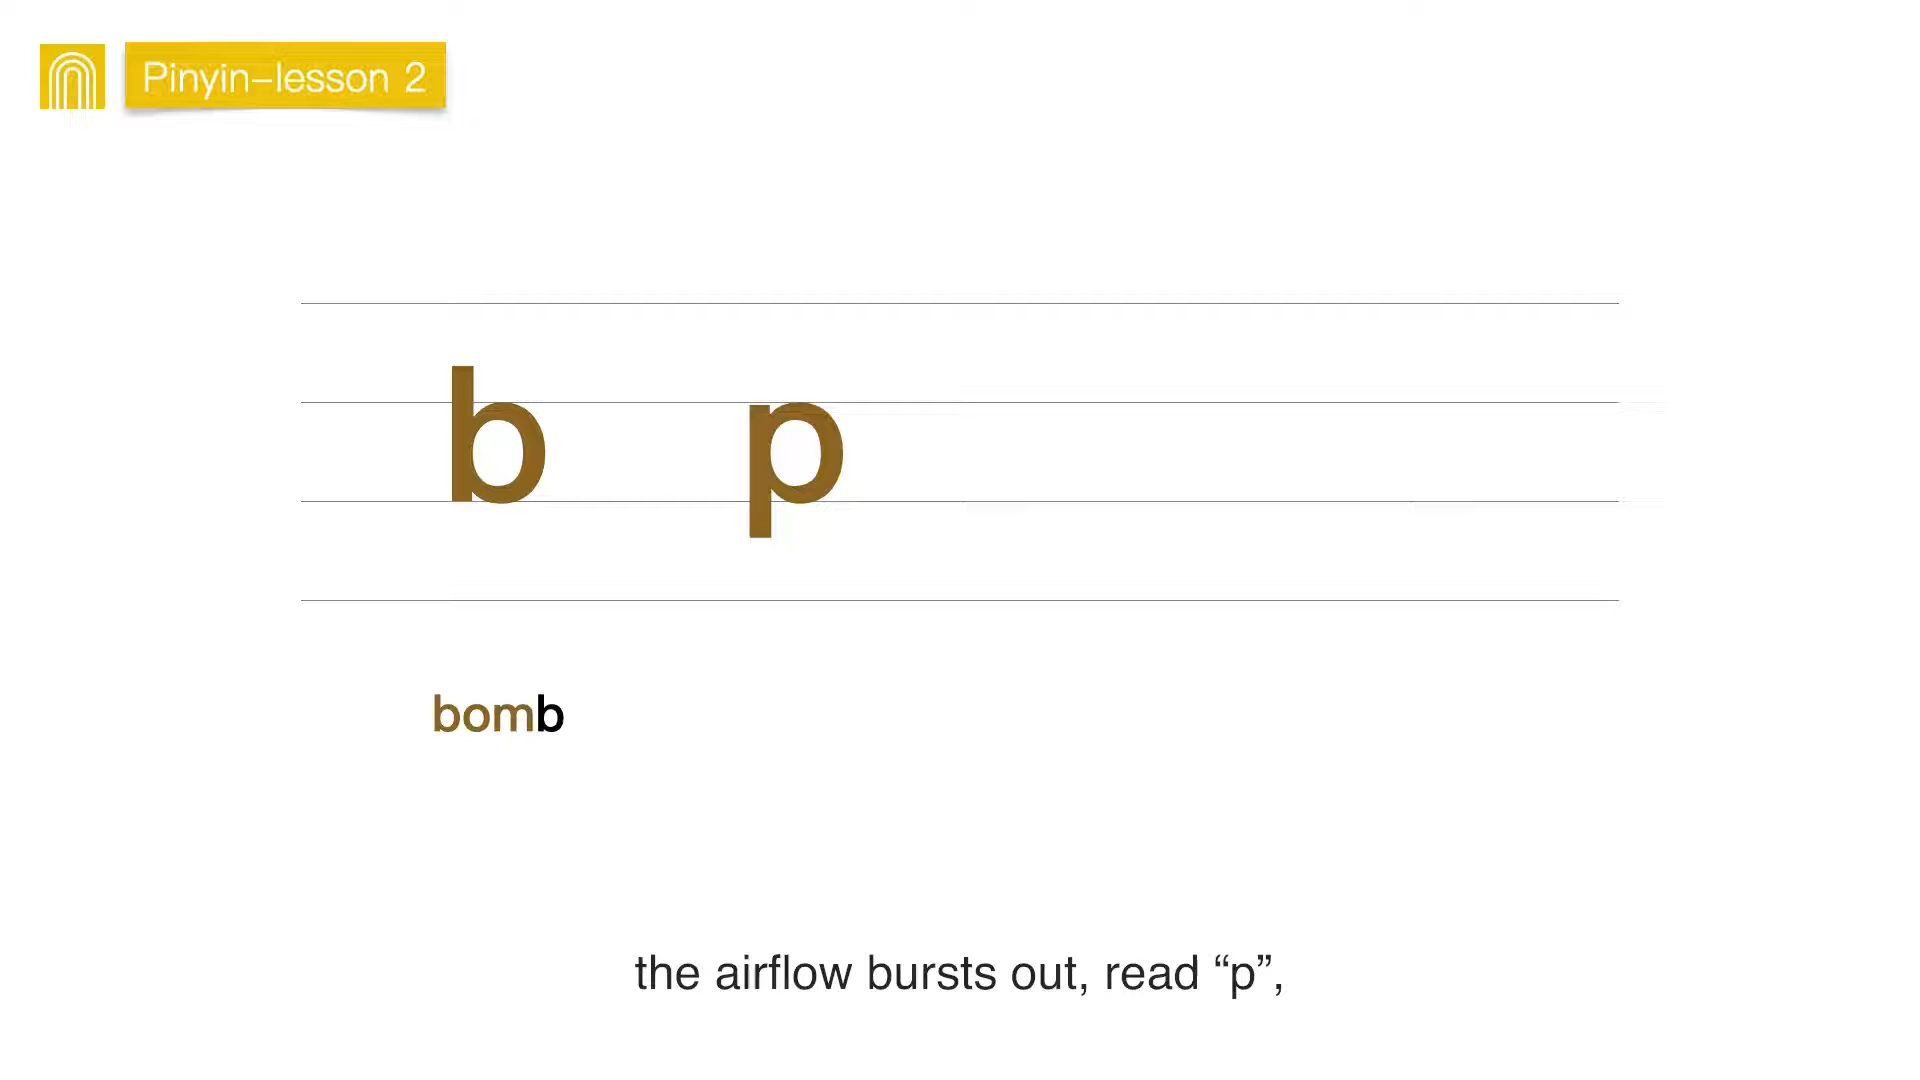 Pinyin–lesson 2
b p
bomb
the airflow bursts out, read “p”,